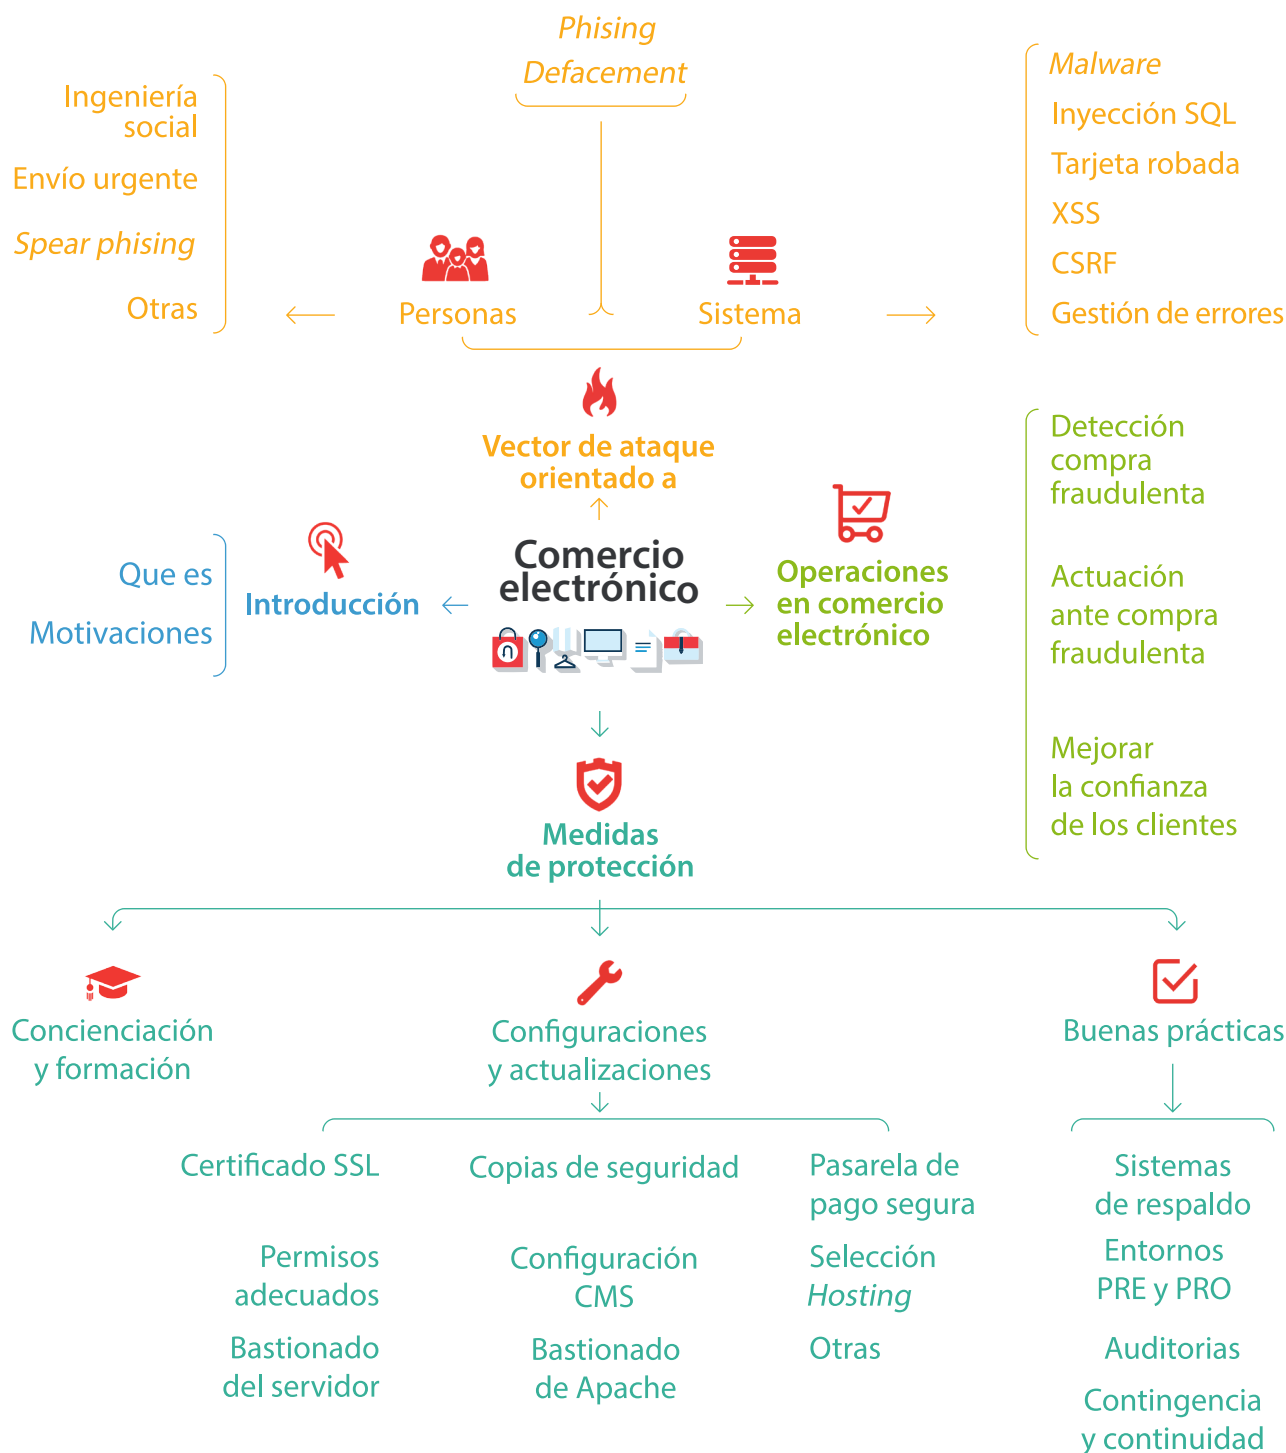 Phising
Defacement
Ingeniería
social
Envío urgente
Spear phising
Otras
Personas
Sistema
Malware
Inyección SQL
Tarjeta robada
XSS
CSRF
Gestión de errores
Vector de ataque
orientado a
Comercio
electrónico
Introducción
Que es
Motivaciones
Operaciones
en comercio
electrónico
Detección
compra
fraudulenta
Actuación
ante compra
fraudulenta
Mejorar
la confianza
de los clientes
Medidas
de protección
Concienciación
y formación
Configuraciones
y actualizaciones
Buenas prácticas
Certificado SSL
Permisos
adecuados
Bastionado
del servidor
Copias de seguridad
Configuración
CMS
Bastionado
de Apache
Pasarela de
pago segura
Selección
Hosting
Otras
Sistemas
de respaldo
Entornos
PRE y PRO
Auditorias
Contingencia
y continuidad